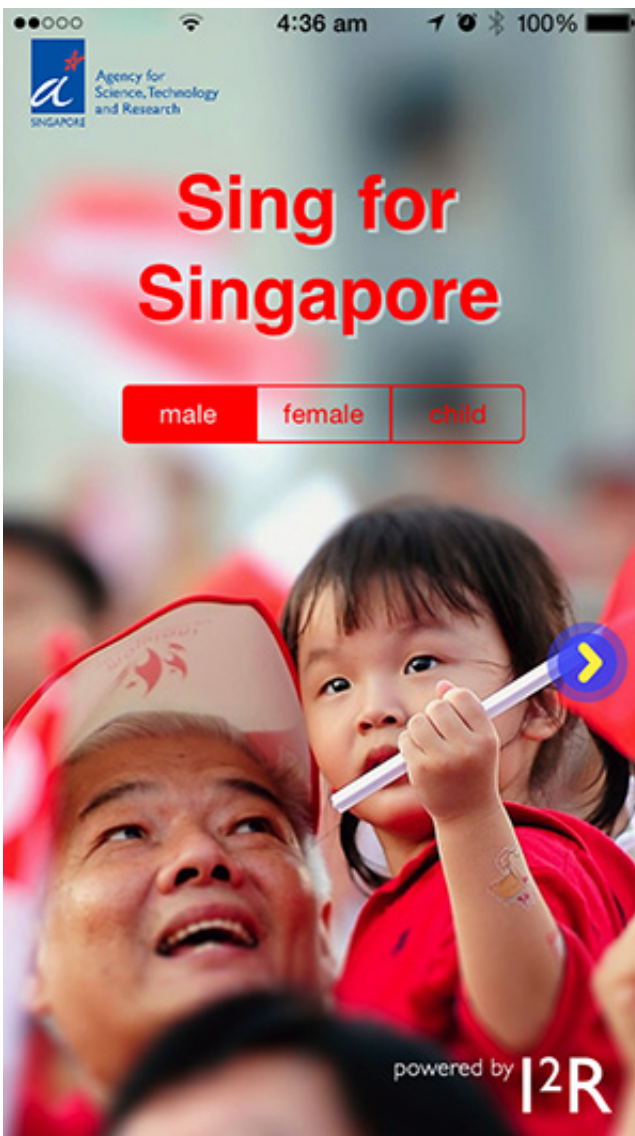 4:36 am
100%
Agency for
Science, Technology
and Research
SINGAPORE
Sing for
Singapore
male
female
child
powered by I²R